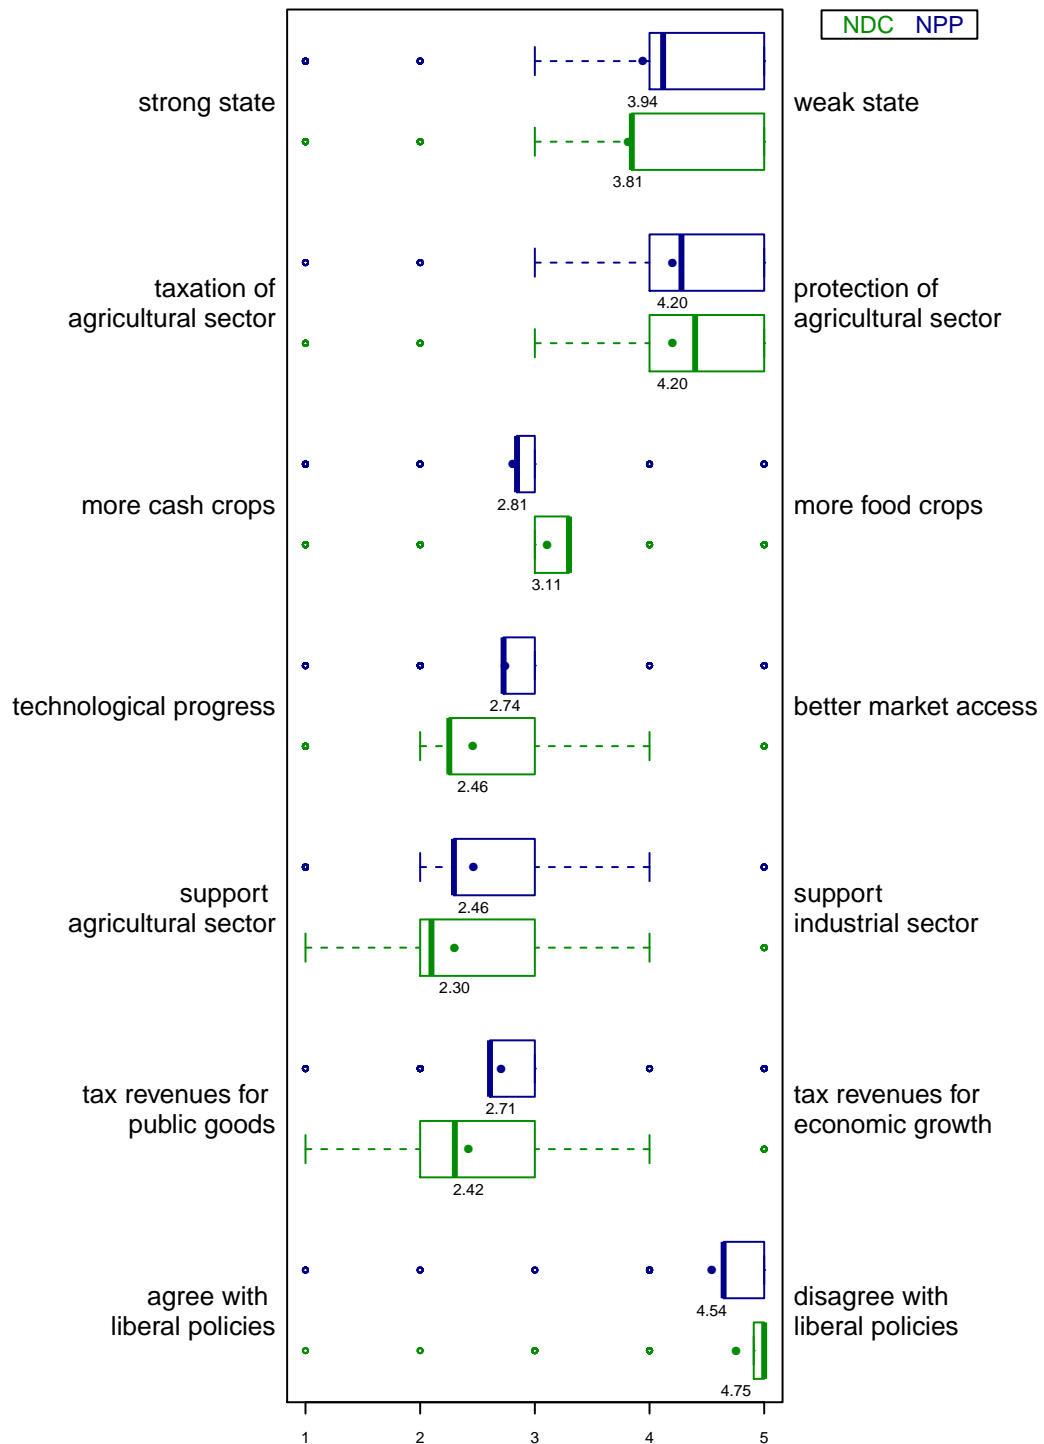 NDC NPP
3.94
strong state
weak state
3.81
taxation of
agricultural sector
protection of
agricultural sector
4.20
4.20
more cash crops
more food crops
2.81
3.11
technological progress
better market access
2.74
2.46
support
agricultural sector
support
industrial sector
2.46
2.30
tax revenues for
public goods
tax revenues for
economic growth
2.71
2.42
agree with
liberal policies
disagree with
liberal policies
4.54
4.75
1 2 3 4 5